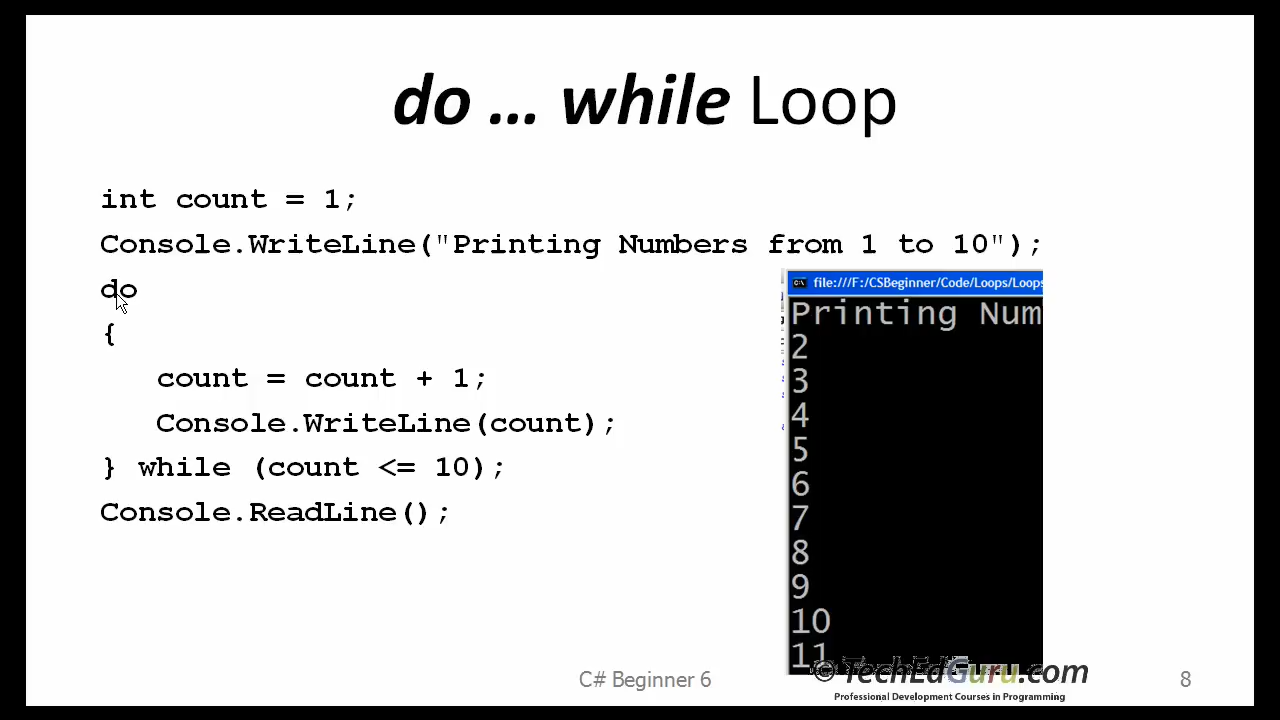 do … while Loop
int count = 1;
Console.WriteLine("Printing Numbers from 1 to 10");
do
{
count = count + 1;
Console.WriteLine(count);
} while (count <= 10);
Console.ReadLine();
file:///F:/CSBeginner/Code/Loops/Loops
Printing Num
2
3
4
5
6
7
8
9
10
11
C# Beginner 6
© TechEdGuru.com
Professional Development Courses in Programming
8